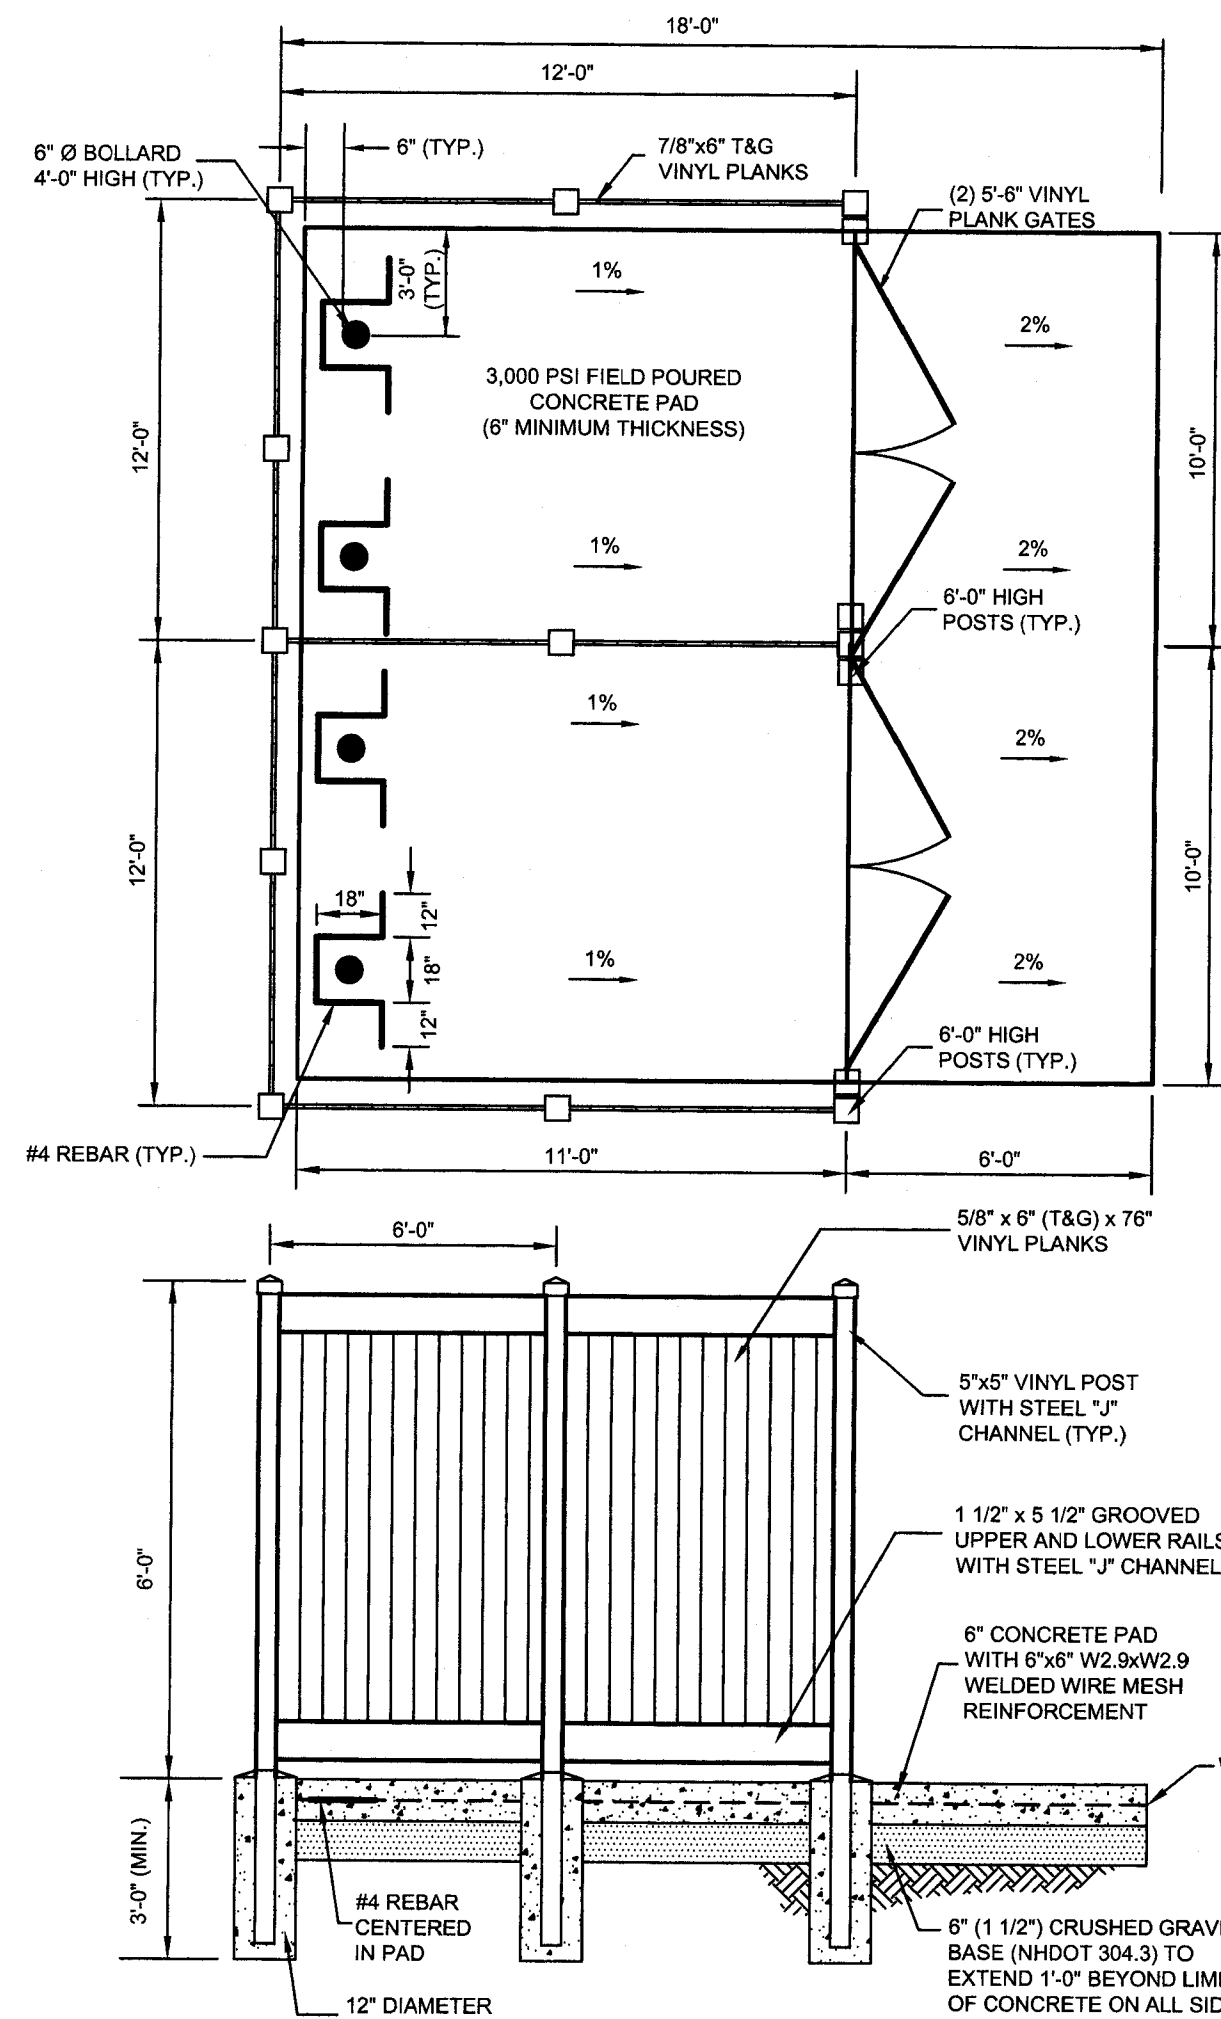 18'-0"
12'-0"
6" Ø BOLLARD
4'-0" HIGH (TYP.)
6" (TYP.)
7/8"x6" T&G
VINYL PLANKS
(2) 5'-6" VINYL
PLANK GATES
3'-0"
(TYP.)
1%
2%
3,000 PSI FIELD POURED
CONCRETE PAD
(6" MINIMUM THICKNESS)
12'-0"
10'-0"
1%
2%
6'-0" HIGH
POSTS (TYP.)
1%
2%
12'-0"
10'-0"
18"
12"
18"
12"
1%
2%
6'-0" HIGH
POSTS (TYP.)
#4 REBAR (TYP.)
11'-0"
6'-0"
6'-0"
5/8" x 6" (T&G) x 76"
VINYL PLANKS
5"x5" VINYL POST
WITH STEEL "J"
CHANNEL (TYP.)
6'-0"
1 1/2" x 5 1/2" GROOVED
UPPER AND LOWER RAILS
WITH STEEL "J" CHANNEL
6" CONCRETE PAD
WITH 6"x6" W2.9xW2.9
WELDED WIRE MESH
REINFORCEMENT
3'-0" (MIN.)
#4 REBAR
CENTERED
IN PAD
6" (1 1/2") CRUSHED
BASE (NHDOT 304.3) TO
EXTEND 1'-0" BEYOND
OF CONCRETE ON ALL
12" DIAMETER